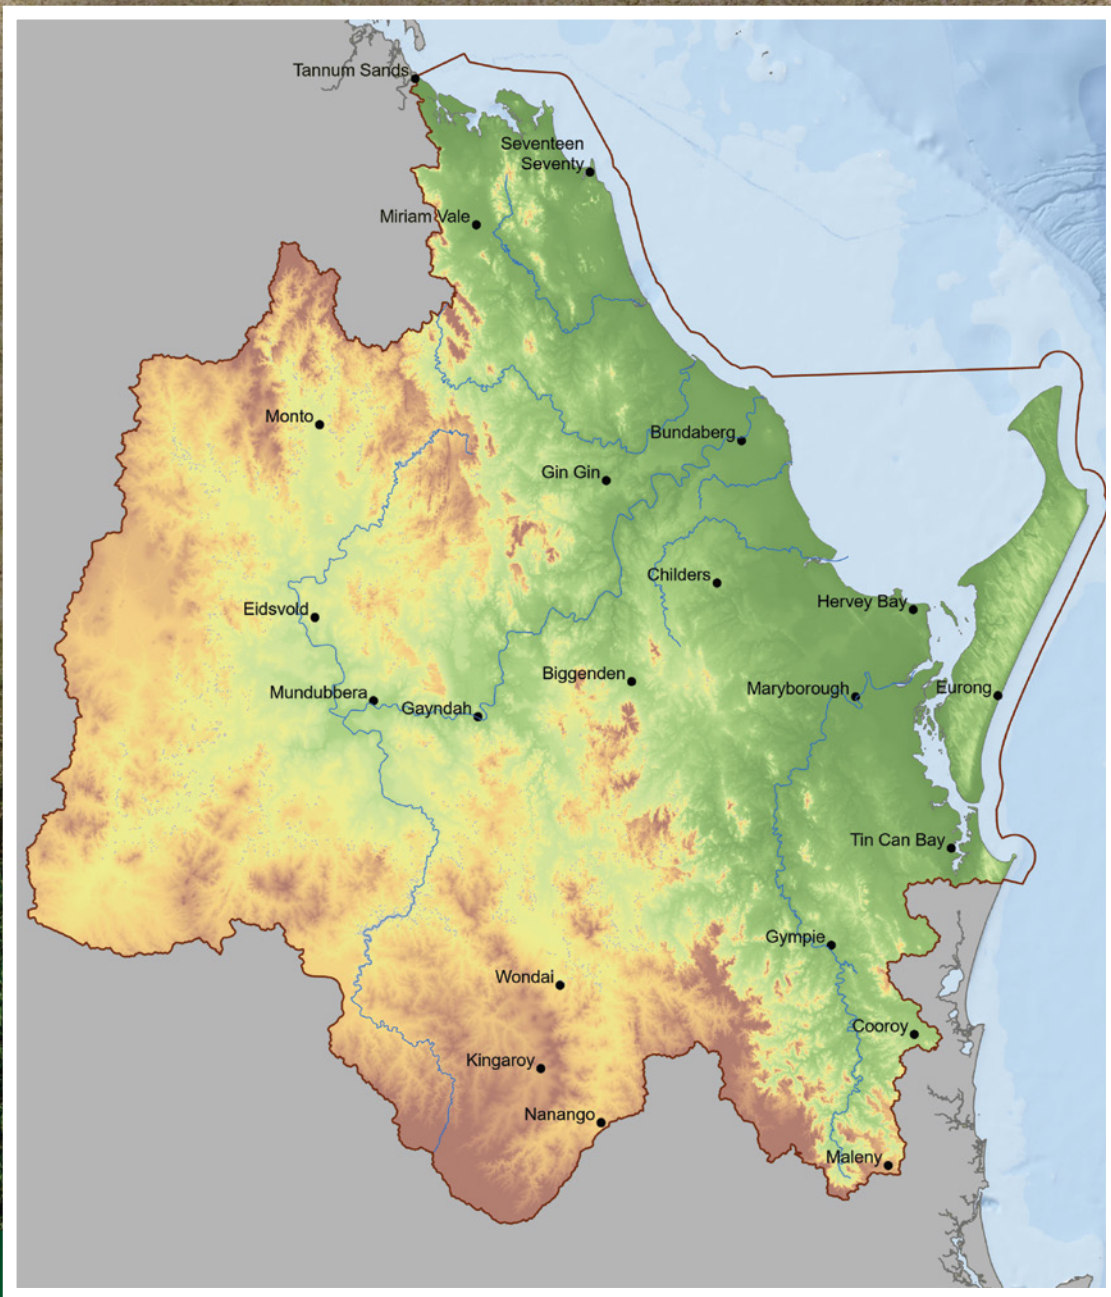 Tannum Sands
Seventeen
Seventy
Miriam Vale
Monto
Bundaberg
Gin Gin
Childers
Eidsvold
Hervey Bay
Biggenden
Mundubbera
Maryborough
Eurong
Gayndah
Tin Can Bay
Gympie
Wondai
Cooroy
Kingaroy
Nanango
Maleny